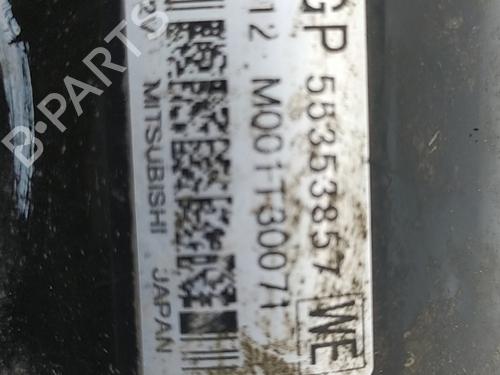 GP 55353857 WE
12 M001T30071
MITSUBISHI JAPAN
B-PARTS